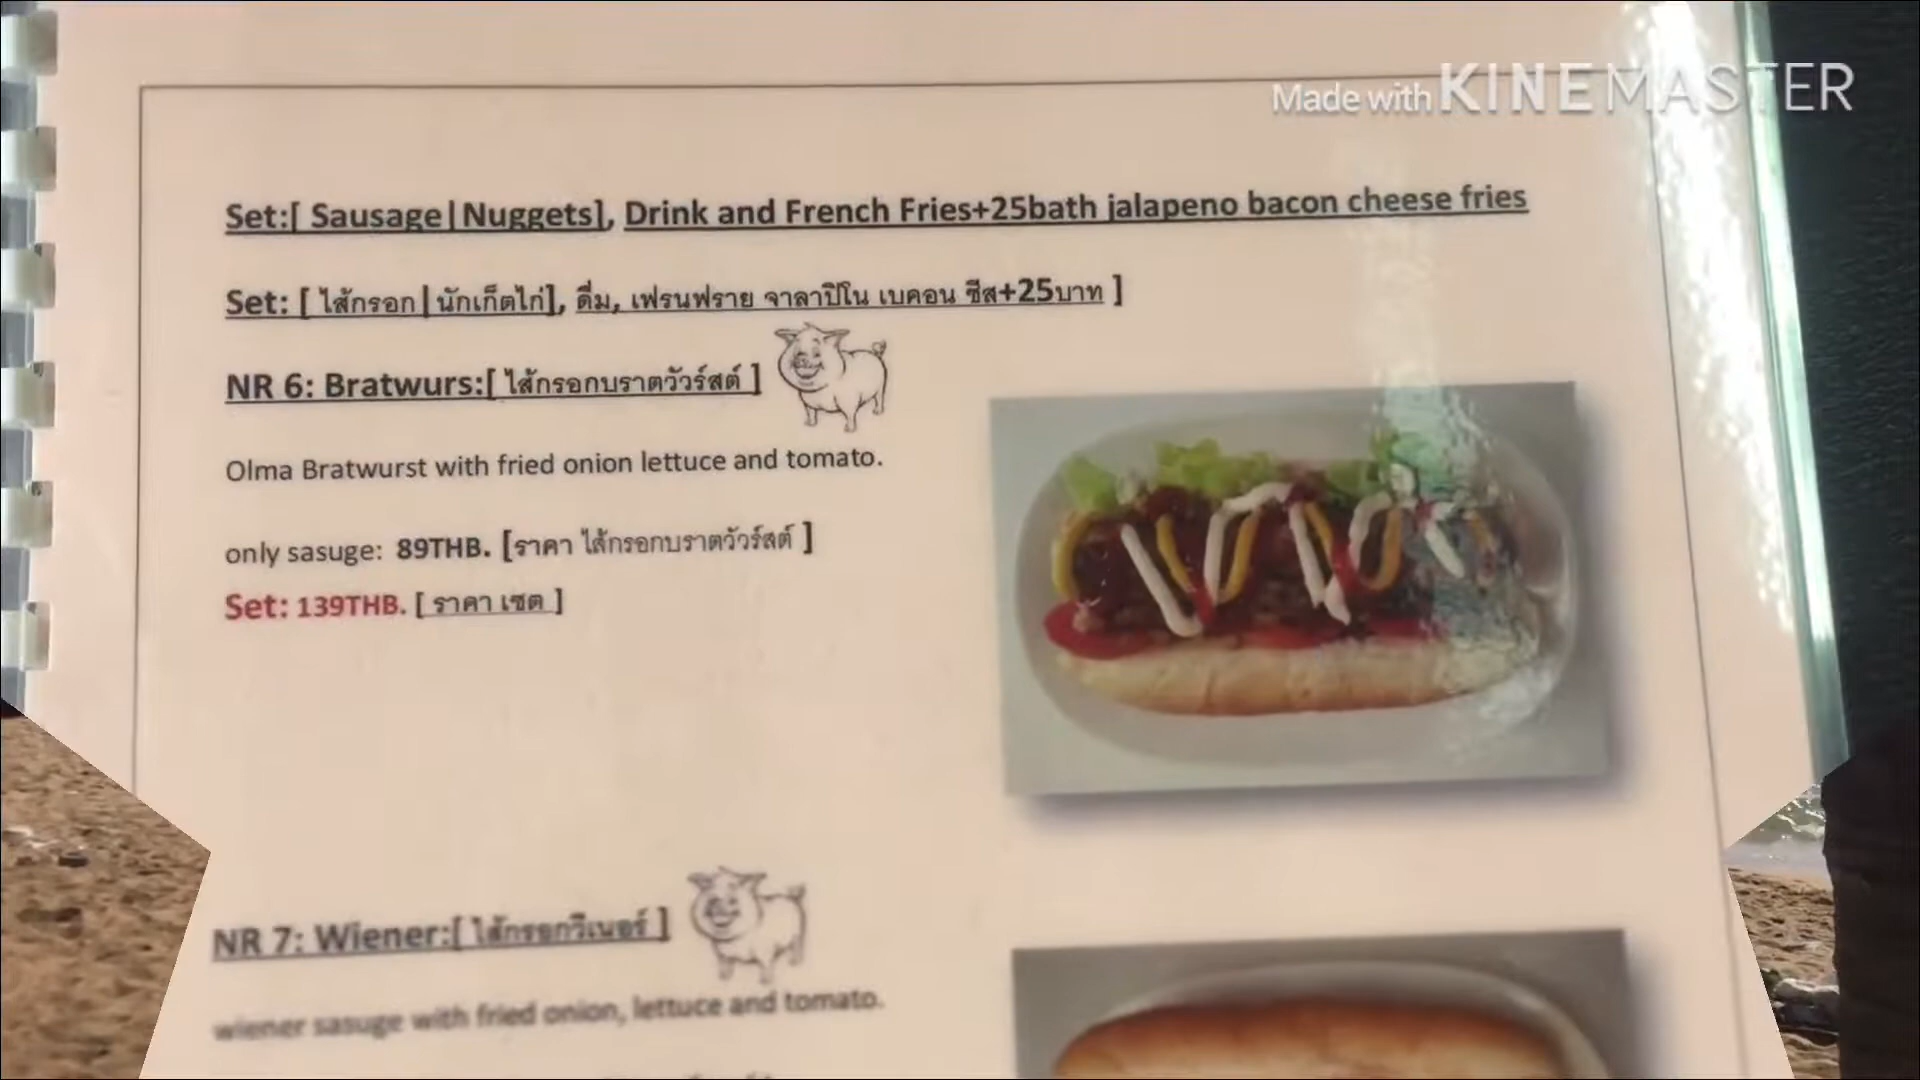 Made with KINEMASTER
Set:[ Sausage|Nuggets], Drink and French Fries+25bath jalapeno bacon cheese fries
Set: [ ไส้กรอก|นักเก็ตไก่], ดื่ม, เฟรนฟราย จาลาปิโน เบคอน ชีส+25บาท ]
NR 6: Bratwurs:[ ไส้กรอกบราตวัวร์สต์ ]
Olma Bratwurst with fried onion lettuce and tomato.
only sasuge: 89THB. [ราคา ไส้กรอกบราตวัวร์สต์ ]
Set: 139THB. [ ราคา เซต ]
NR 7: Wiener:[ ไส้กรอกวีเนอร์ ]
wiener sasuge with fried onion, lettuce and tomato.